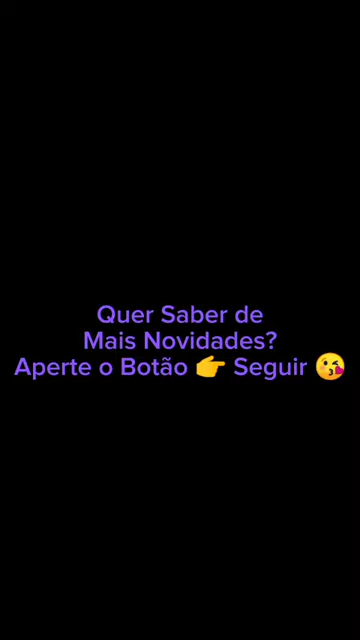 Quer Saber de
Mais Novidades?
Aperte o Botão 👉 Seguir 😘